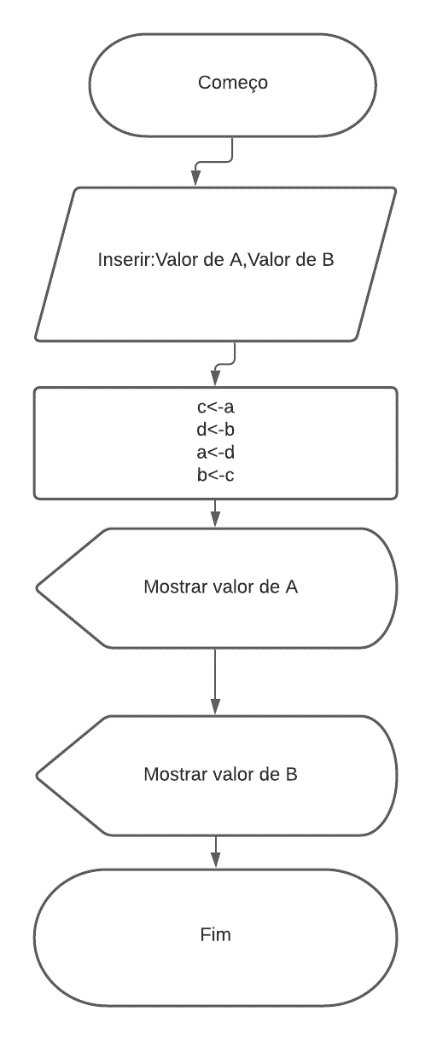 Começo
Inserir:Valor de A,Valor de B
c<-a
d<-b
a<-d
b<-c
Mostrar valor de A
Mostrar valor de B
Fim